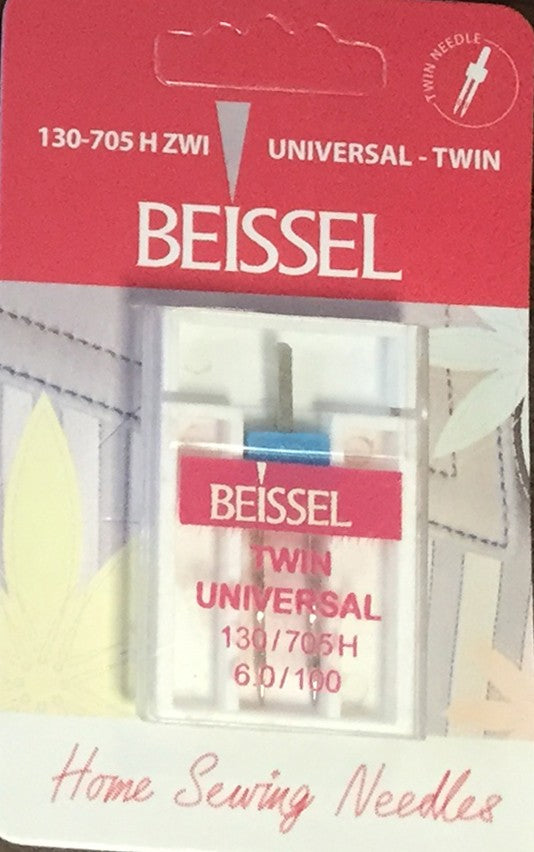 TWIN NEEDLE
130-705 H ZWI
UNIVERSAL - TWIN
BEISSEL
BEISSEL
TWIN
UNIVERSAL
130/705H
6.0/100
Home Sewing Needles